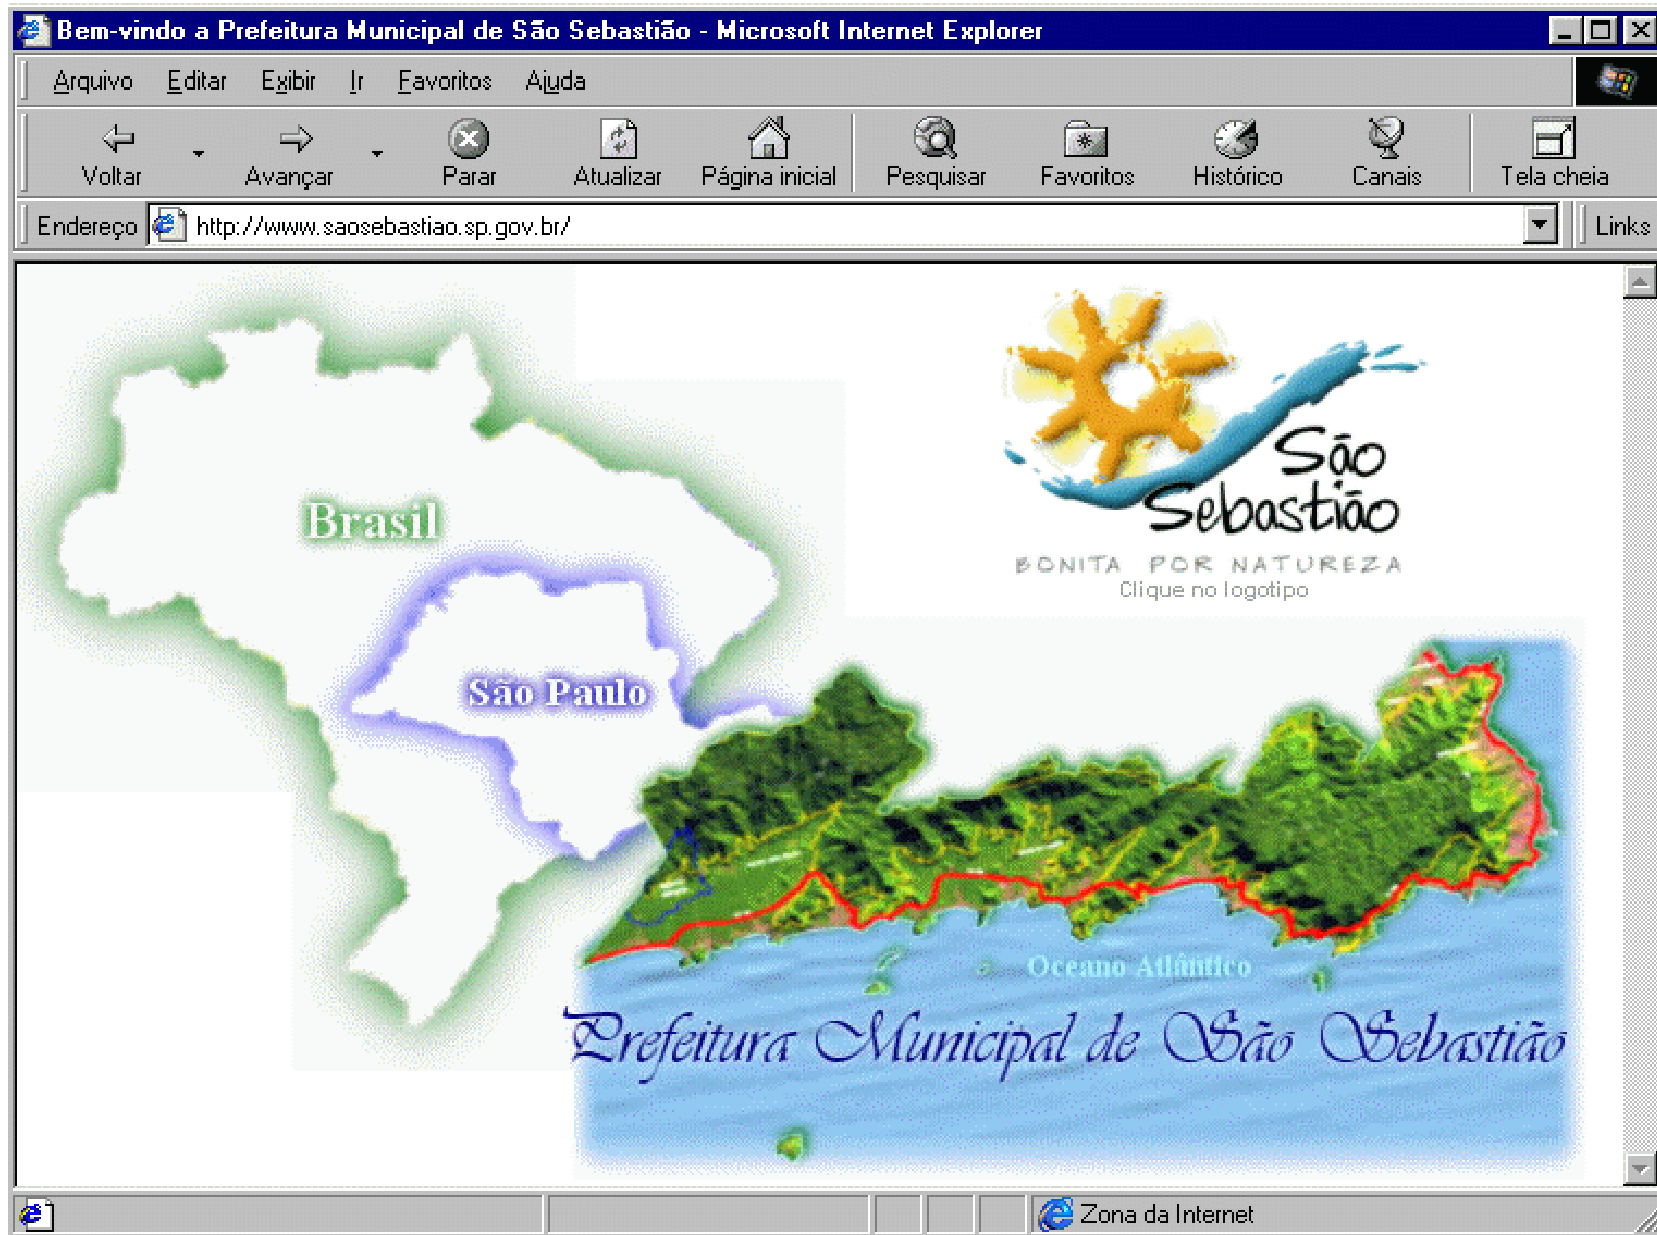 Bem-vindo a Prefeitura Municipal de São Sebastião - Microsoft Internet Explorer
Arquivo Editar Exibir Ir Favoritos Ajuda
Voltar Avançar Parar Atualizar Página inicial Pesquisar Favoritos Histórico Canais Tela cheia
Endereço http://www.saosebastiao.sp.gov.br/ Links
São
Sebastião
BONITA POR NATUREZA
Clique no logotipo
Brasil
São Paulo
Oceano Atlântico
Prefeitura Municipal de São Sebastião
Zona da Internet